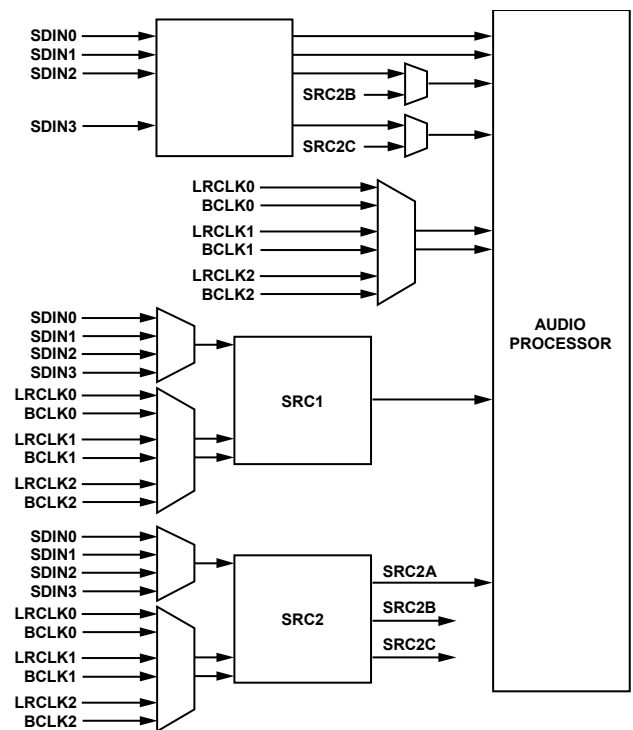 SDIN0
SDIN1
SDIN2
SRC2B
SDIN3
SRC2C
LRCLK0
BCLK0
LRCLK1
BCLK1
LRCLK2
BCLK2
AUDIO
PROCESSOR
SDIN0
SDIN1
SDIN2
SDIN3
LRCLK0
BCLK0
LRCLK1
BCLK1
LRCLK2
BCLK2
SRC1
SDIN0
SDIN1
SDIN2
SDIN3
LRCLK0
BCLK0
LRCLK1
BCLK1
LRCLK2
BCLK2
SRC2
SRC2A
SRC2B
SRC2C